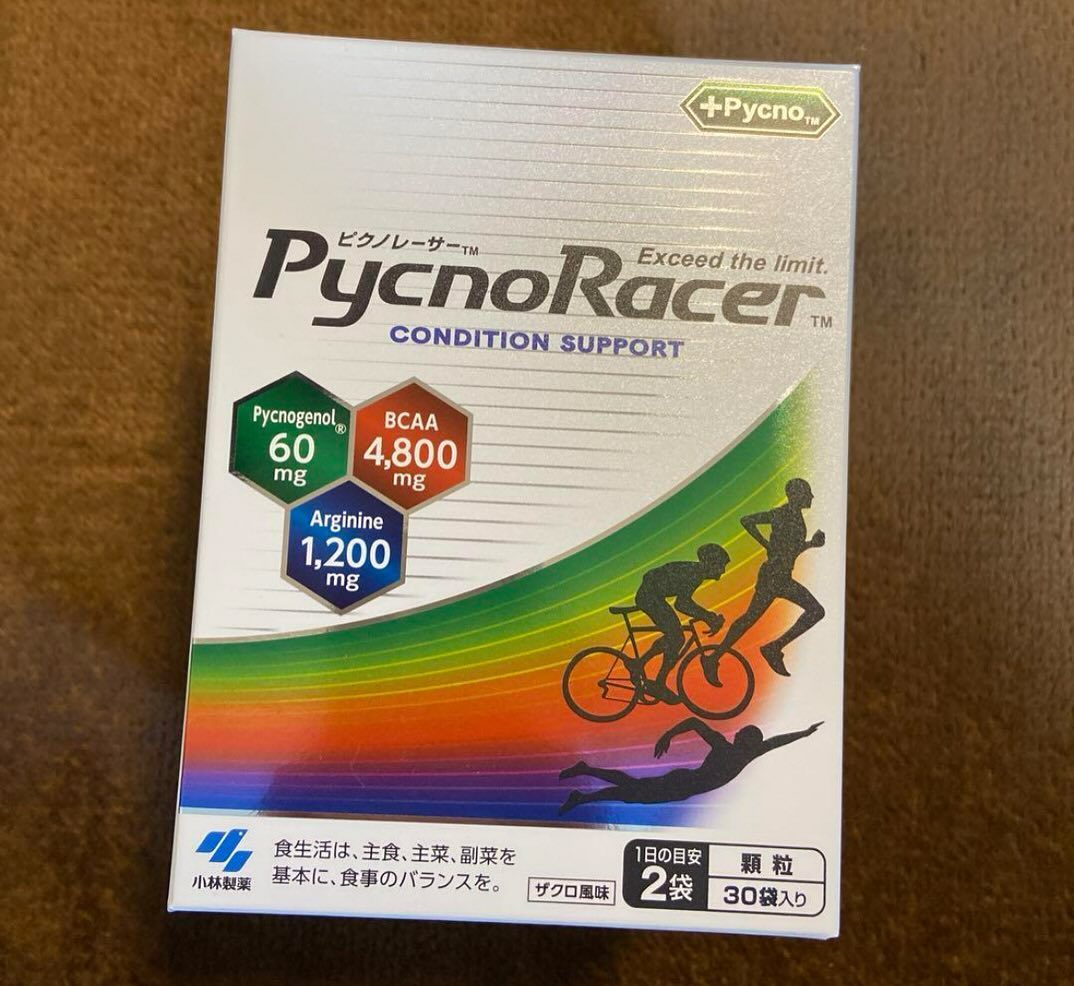 +Pycno™
ピクノレーサー™
Exceed the limit.
PycnoRacer™
CONDITION SUPPORT
Pycnogenol®
60
mg
BCAA
4,800
mg
Arginine
1,200
mg
食生活は、主食、主菜、副菜を
基本に、食事のバランスを。
小林製薬
ザクロ風味
1日の目安
2袋
顆粒
30袋入り